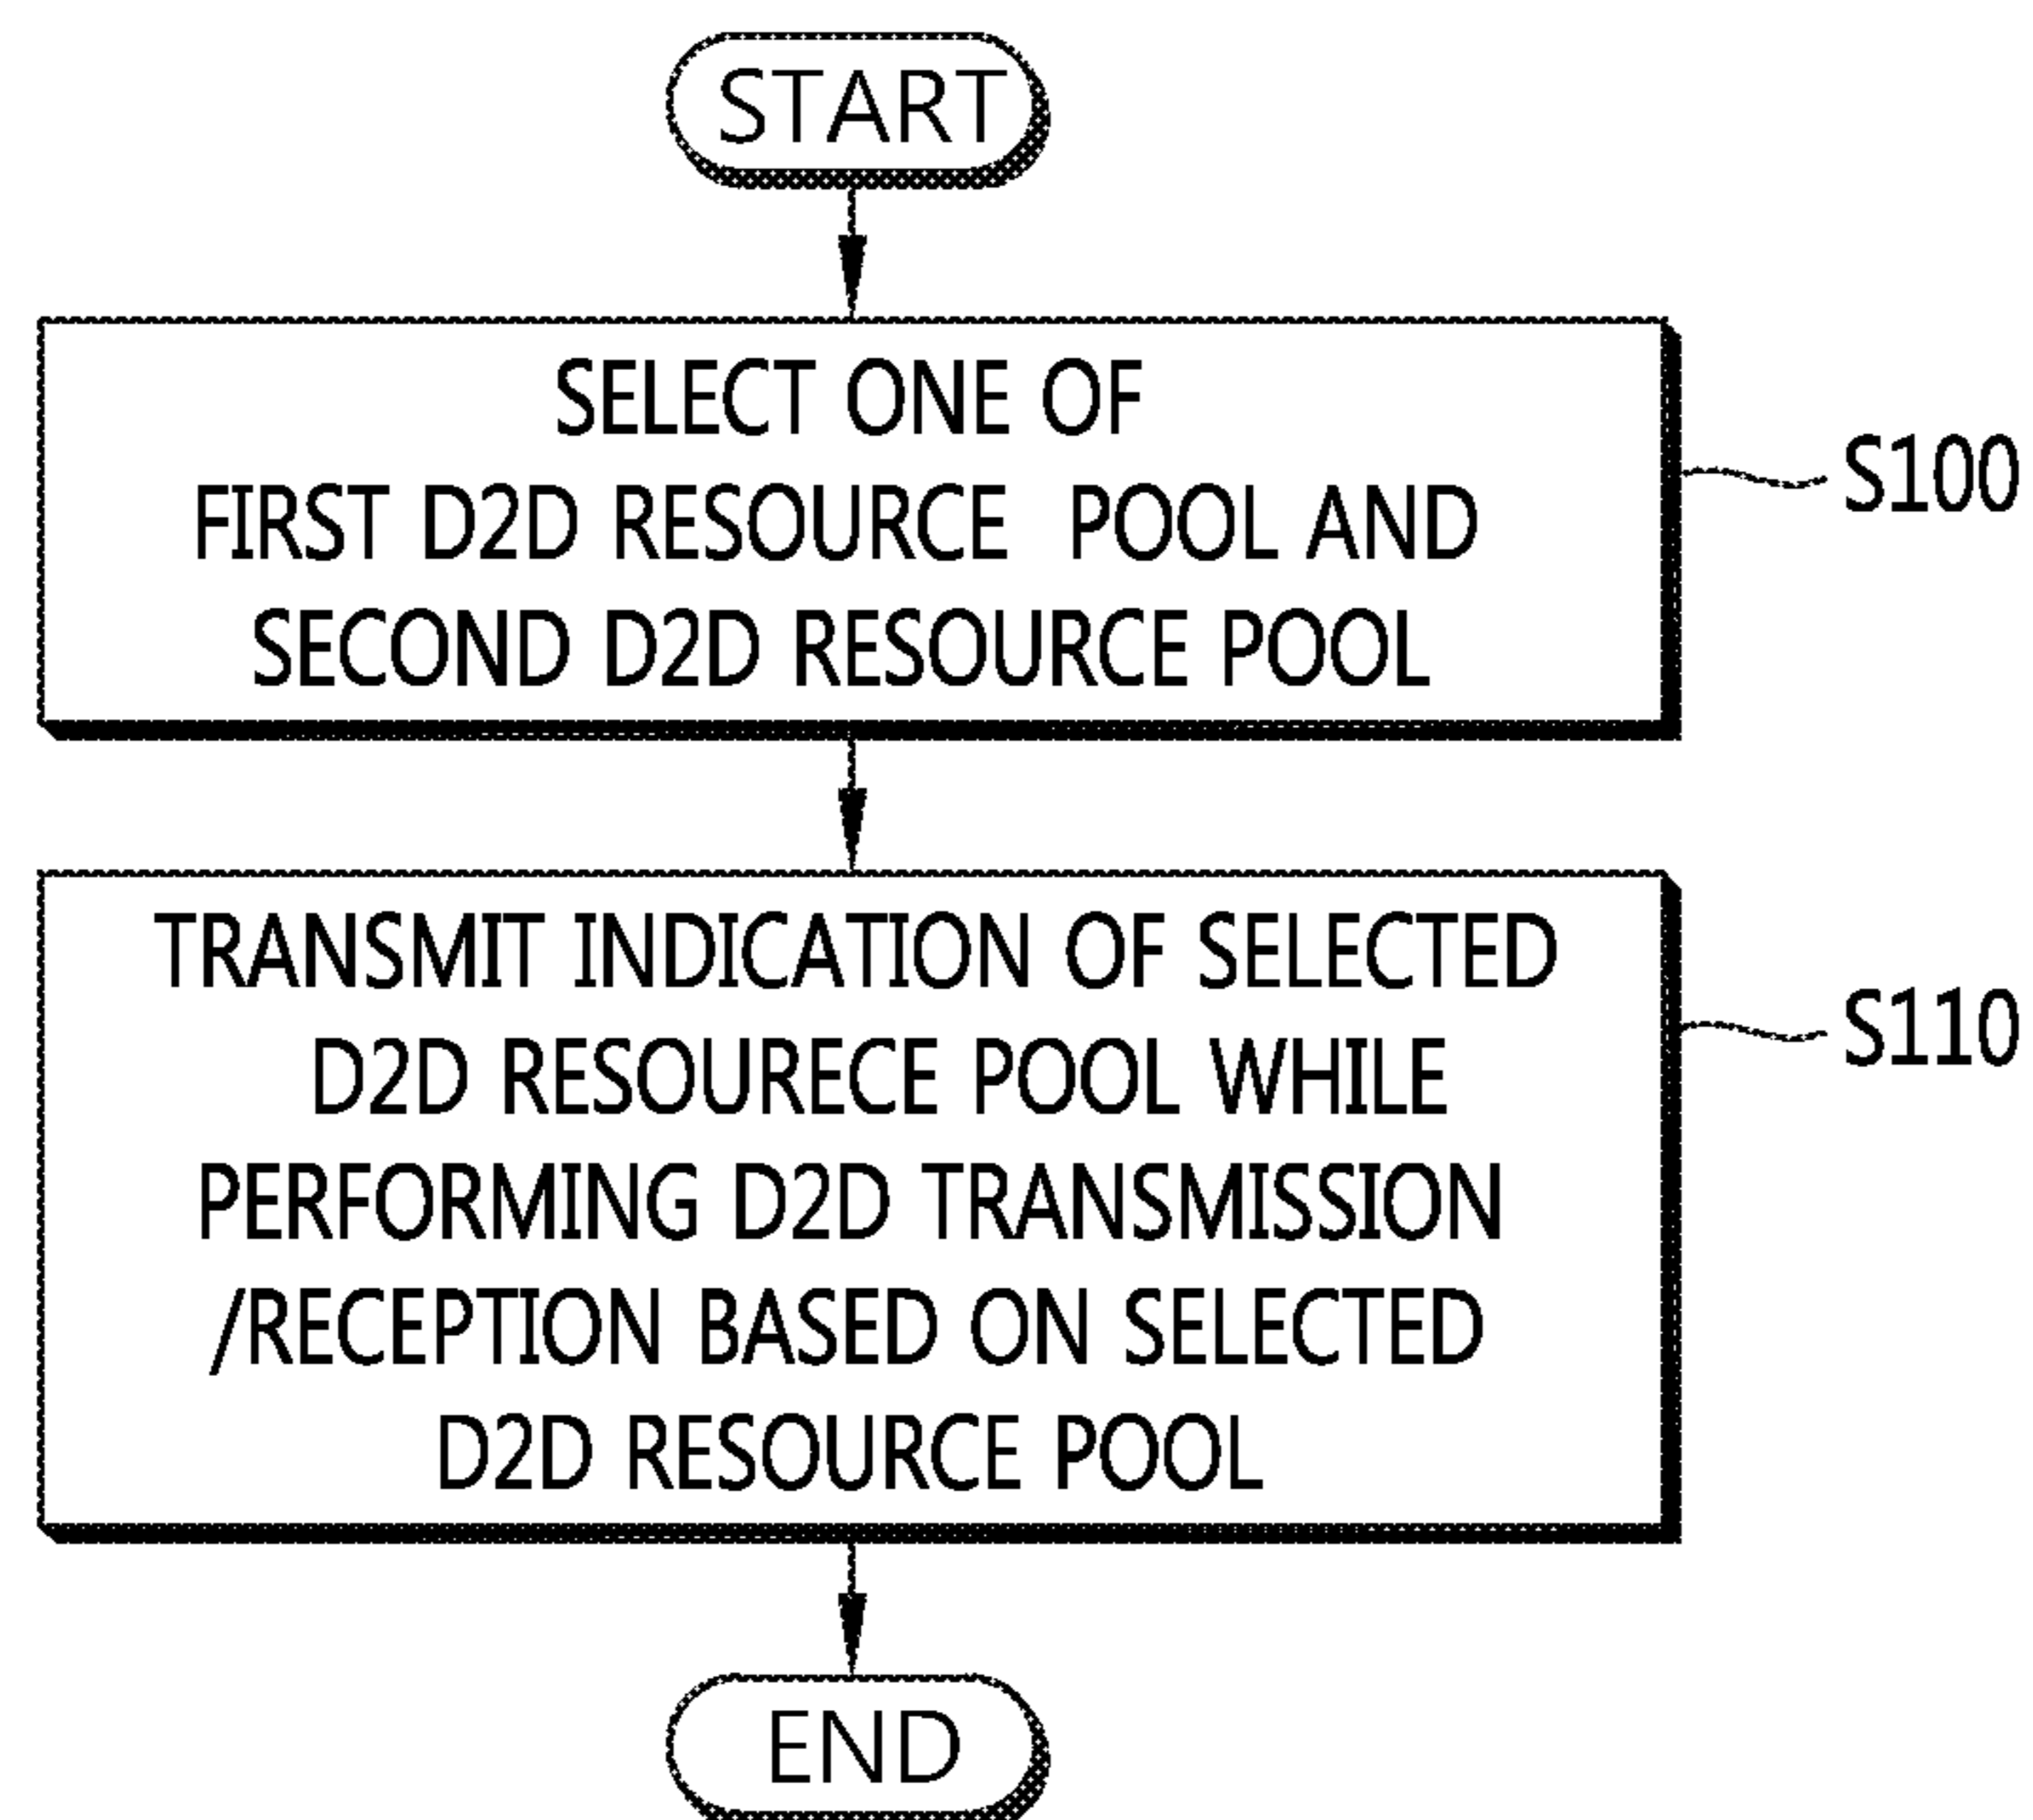 START
SELECT ONE OF
FIRST D2D RESOURCE POOL AND
SECOND D2D RESOURCE POOL
S100
TRANSMIT INDICATION OF SELECTED
D2D RESOURECE POOL WHILE
PERFORMING D2D TRANSMISSION
/RECEPTION BASED ON SELECTED
D2D RESOURCE POOL
S110
END